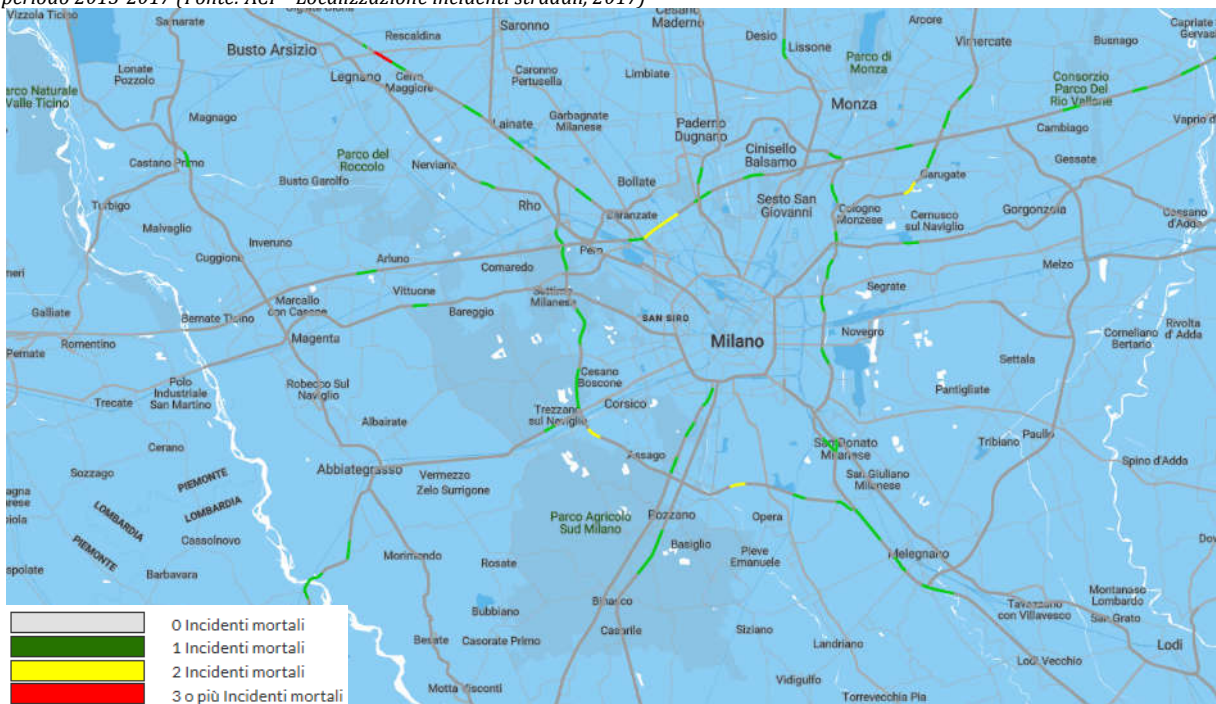 periodo 2013-2017 (Fonte: ACI – Localizzazione incidenti stradali, 2017)
Vizzola Ticino
Samarate
Rescaldina
Saronno
Cesano
Maderno
Desio
Lissone
Arcore
Vimercate
Busnago
Capriate
Gervas
Busto Arsizio
Parco di
Monza
Lonate
Pozzolo
Legnano
Cerro
Maggiore
Caronno
Pertusella
Limbiate
Consorzio
Parco Del
Rio Vallone
arco Naturale
Valle Ticino
Magnago
Lainate
Garbagnate
Milanese
Paderno
Dugnano
Monza
Cambiago
Vaprio d'
Castano Primo
Parco del
Roccolo
Nerviano
Cinisello
Balsamo
Gessate
Busto Garolfo
Bollate
Carugate
Turbigo
Rho
Baranzate
Sesto San
Giovanni
Cologno
Monzese
Cernusco
sul Naviglio
Gorgonzola
Cassano
d'Adda
Malvaglio
Inveruno
Cuggiono
Arluno
Pero
Cornaredo
Melzo
Vittuone
Settimo
Milanese
Segrate
Galliate
Marcallo
con Casone
Bernate Ticino
Bareggio
SAN SIRO
Milano
Novegro
Corneliano
Bertario
Rivolta
d'Adda
Pernate
Romentino
Magenta
Settala
Polo
Industriale
San Martino
Robecco Sul
Naviglio
Cesano
Boscone
Pantigliate
Trecate
Albairate
Trezzano
sul Naviglio
Corsico
Cerano
San Donato
Milanese
Tribiano
Paullo
Sozzago
PIEMONTE
LOMBARDIA
Abbiategrasso
Vermezzo
Zelo Surrigone
Assago
San Giuliano
Milanese
Spino d'Adda
LOMBARDIA
PIEMONTE
Parco Agricolo
Sud Milano
Rozzano
Opera
Cassolnovo
Morimondo
Rosate
Basiglio
Pieve
Emanuele
Melegnano
spolate
Barbavara
Montanaso
Lombardo
Bubbiano
Binasco
Tavazzano
con Villavesco
San Grato
Besate
Casorate Primo
Casarile
Siziano
Landriano
Lodi
Lodi Vecchio
Motta Visconti
Vidigulfo
Torrevecchia Pia
0 Incidenti mortali
1 Incidenti mortali
2 Incidenti mortali
3 o più Incidenti mortali